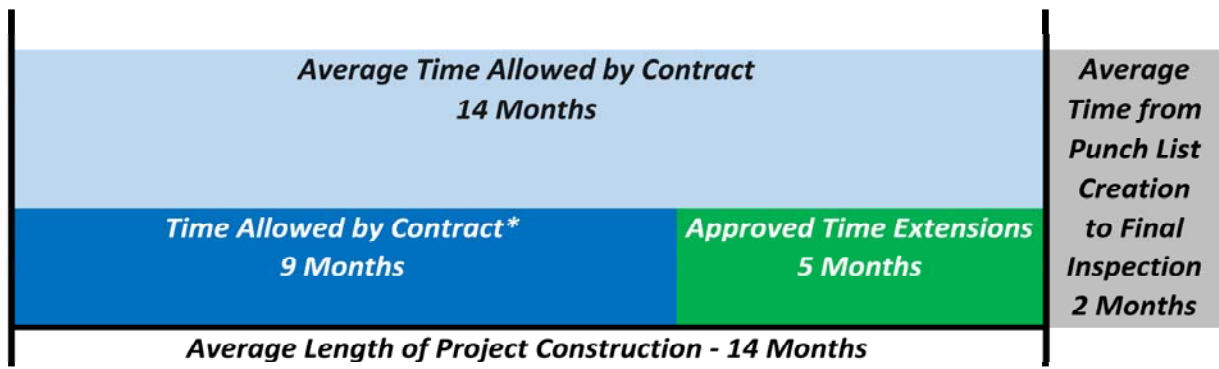 Average Time Allowed by Contract
14 Months
Time Allowed by Contract*
9 Months
Approved Time Extensions
5 Months
Average
Time from
Punch List
Creation
to Final
Inspection
2 Months
Average Length of Project Construction - 14 Months